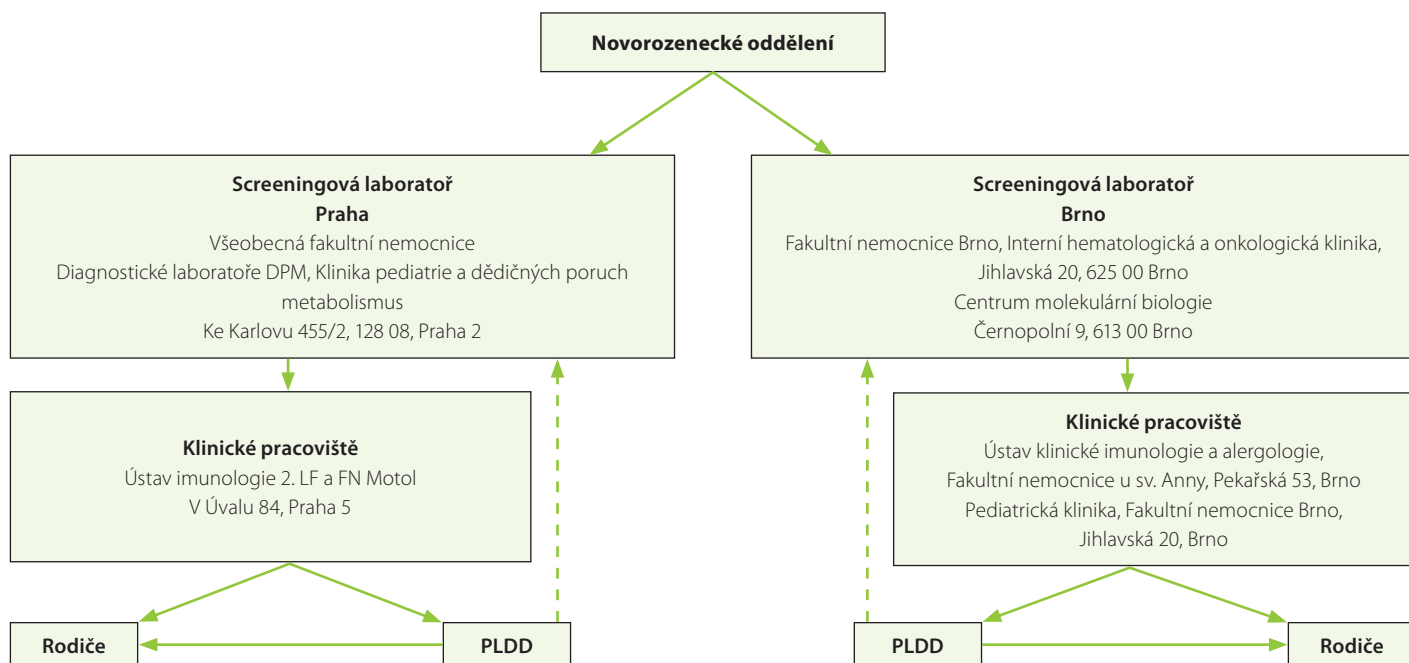 Novorozenecké oddělení
Screeningová laboratoř
Praha
Všeobecná fakultní nemocnice
Diagnostické laboratoře DPM, Klinika pediatrie a dědičných poruch
metabolismus
Ke Karlovu 455/2, 128 08, Praha 2
Screeningová laboratoř
Brno
Fakultní nemocnice Brno, Interní hematologická a onkologická klinika,
Jihlavská 20, 625 00 Brno
Centrum molekulární biologie
Černopolní 9, 613 00 Brno
Klinické pracoviště
Ústav imunologie 2. LF a FN Motol
V Úvalu 84, Praha 5
Klinické pracoviště
Ústav klinické imunologie a alergologie,
Fakultní nemocnice u sv. Anny, Pekařská 53, Brno
Pediatrická klinika, Fakultní nemocnice Brno,
Jihlavská 20, Brno
Rodiče
PLDD
PLDD
Rodiče